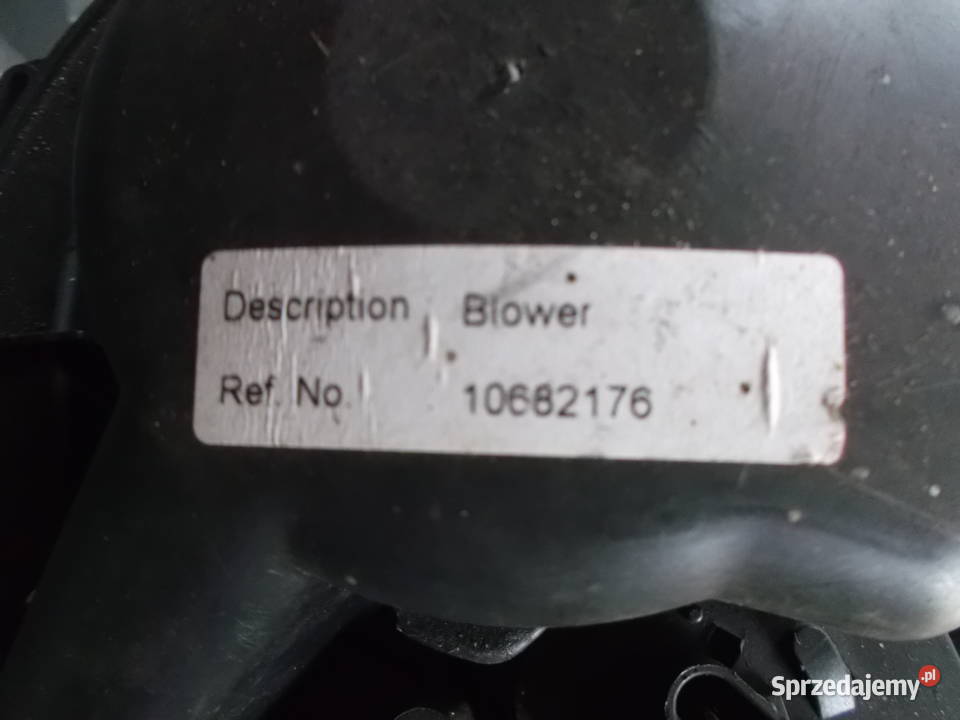 Description Blower
Ref. No. 10682176
Sprzedajemy.pl